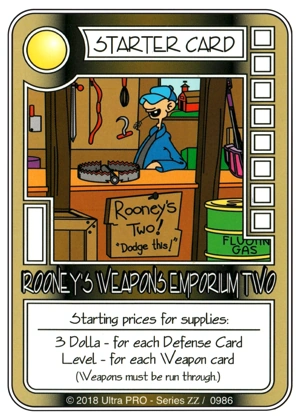 STARTER CARD
Rooney's
Two!
"Dodge this!"
GAS
ROONEY'S WEAPONS EMPORIUM TWO
Starting prices for supplies:
3 Dolla - for each Defense Card
Level - for each Weapon card
(Weapons must be run through.)
© 2018 Ultra PRO - Series ZZ / 0986